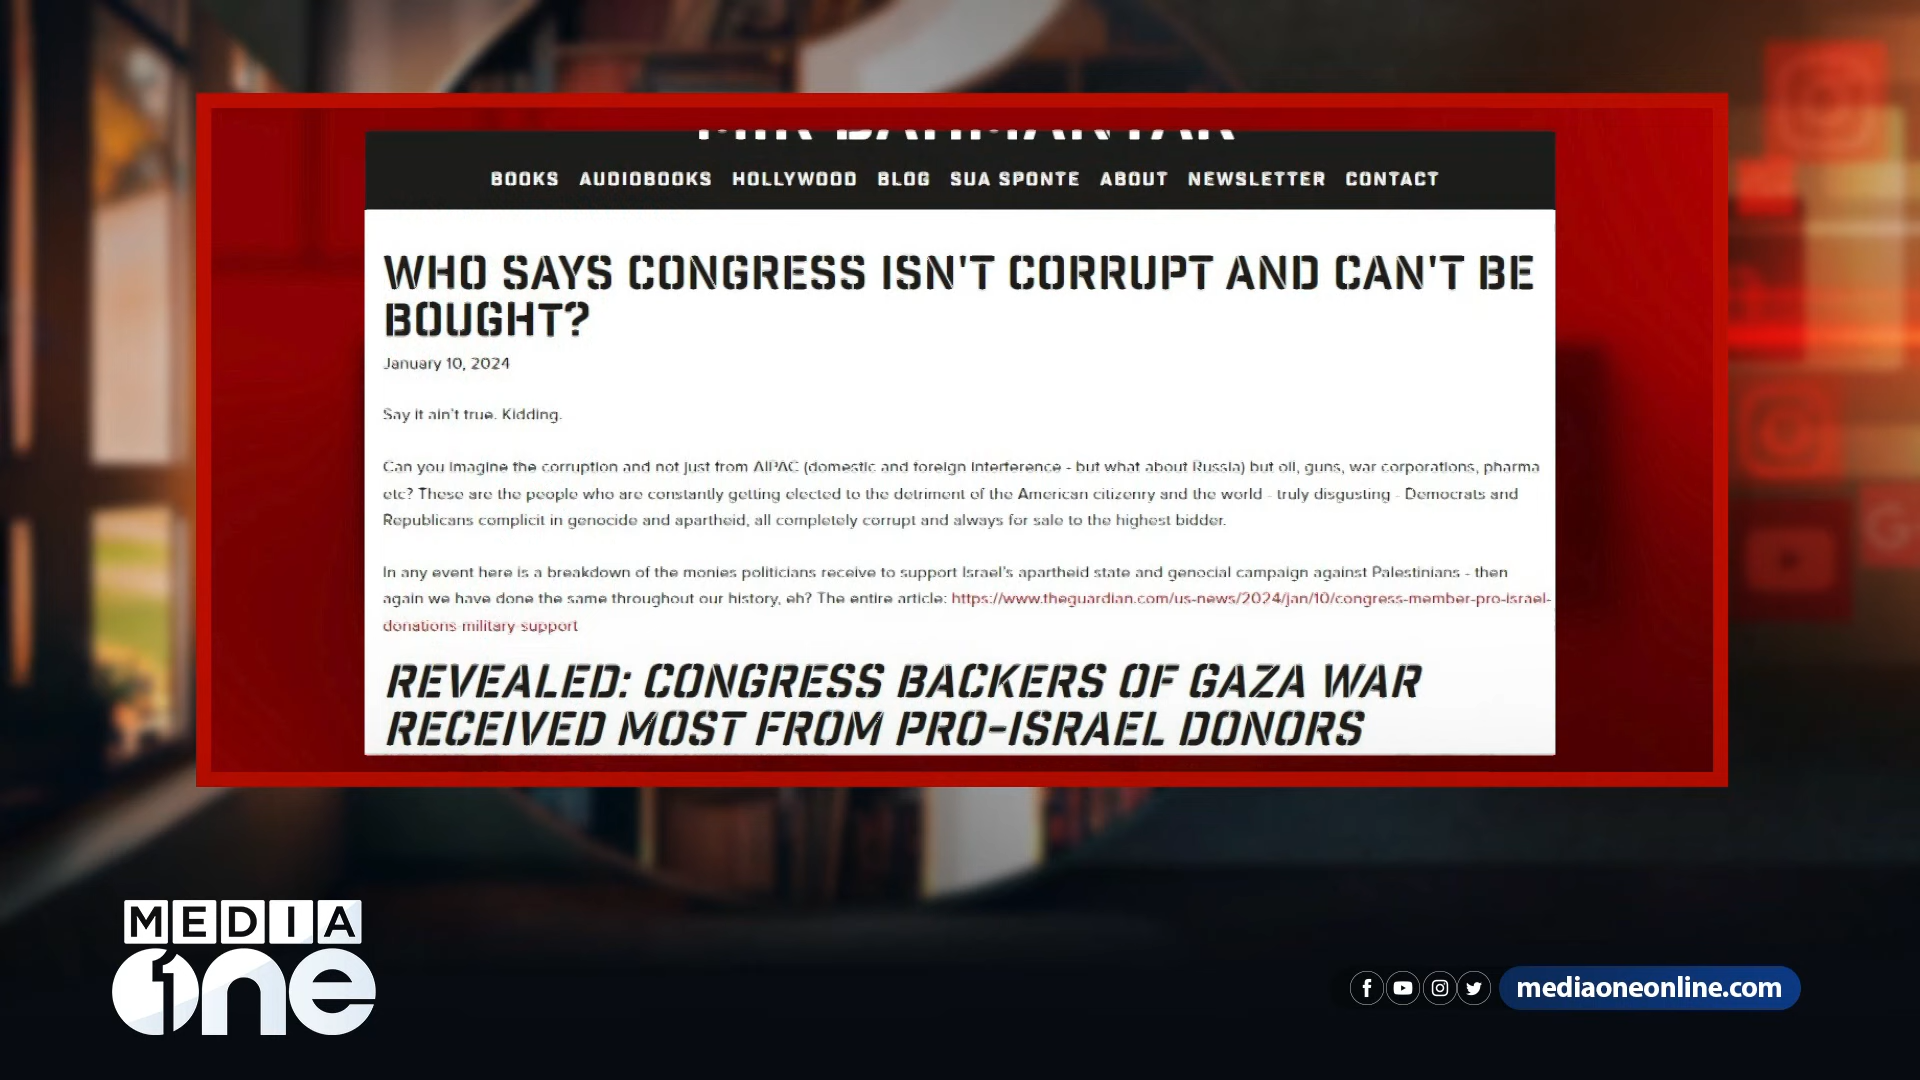 BOOKS AUDIOBOOKS HOLLYWOOD BLOG SUA SPONTE ABOUT NEWSLETTER CONTACT
WHO SAYS CONGRESS ISN'T CORRUPT AND CAN'T BE
BOUGHT?
January 10, 2024
Say it ain't true. Kidding.
Can you imagine the corruption and not just from AIPAC (domestic and foreign interference - but what about Russia) but oil, guns, war corporations, pharma
etc? These are the people who are constantly getting elected to the detriment of the American citizenry and the world - truly disgusting - Democrats and
Republicans complicit in genocide and apartheid, all completely corrupt and always for sale to the highest bidder.
In any event here is a breakdown of the monies politicians receive to support Israel's apartheid state and genocial campaign against Palestinians - then
again we have done the same throughout our history, eh? The entire article: https://www.theguardian.com/us-news/2024/jan/10/congress-member-pro-israel-
donations-military-support
REVEALED: CONGRESS BACKERS OF GAZA WAR
RECEIVED MOST FROM PRO-ISRAEL DONORS
MEDIA
one
mediaoneonline.com